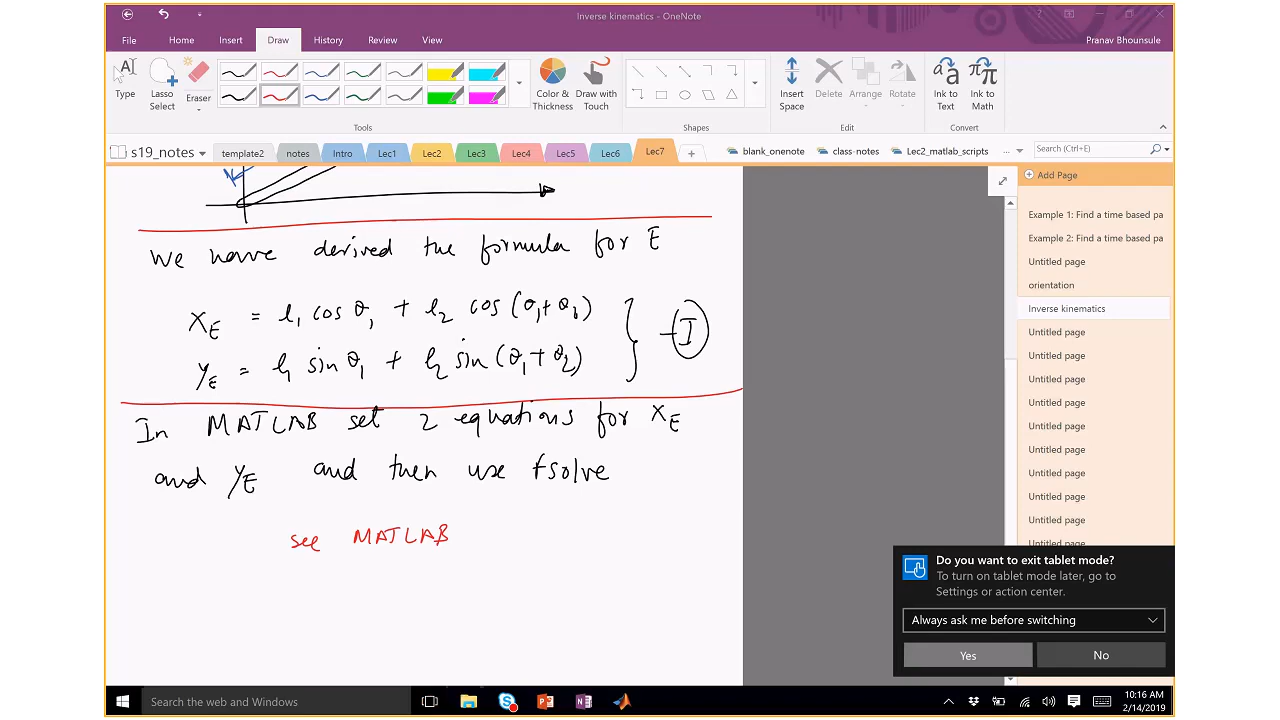 Inverse kinematics - OneNote
File Home Insert Draw History Review View
Pranav Bhounsule
Type
Lasso Select
Eraser
Color & Thickness
Draw with Touch
Insert Space
Delete
Arrange
Rotate
Ink to Text
Ink to Math
Tools Shapes Edit Convert
s19_notes template2 notes Intro Lec1 Lec2 Lec3 Lec4 Lec5 Lec6 Lec7 + blank_onenote class-notes Lec2_matlab_scripts ... Search (Ctrl+E)
We have derived the formula for E
x_E = l_1 cos θ_1 + l_2 cos (θ_1 + θ_2)
y_E = l_1 sin θ_1 + l_2 sin (θ_1 + θ_2)
} - I
In MATLAB set 2 equations for x_E
and y_E and then use fsolve
see MATLAB
Add Page
Example 1: Find a time based pa
Example 2: Find a time based pa
Untitled page
orientation
Inverse kinematics
Untitled page
Untitled page
Untitled page
Untitled page
Untitled page
Untitled page
Untitled page
Untitled page
Untitled page
Untitled page
Do you want to exit tablet mode?
To turn on tablet mode later, go to
Settings or action center.
Always ask me before switching
Yes No
Search the web and Windows
10:16 AM
2/14/2019